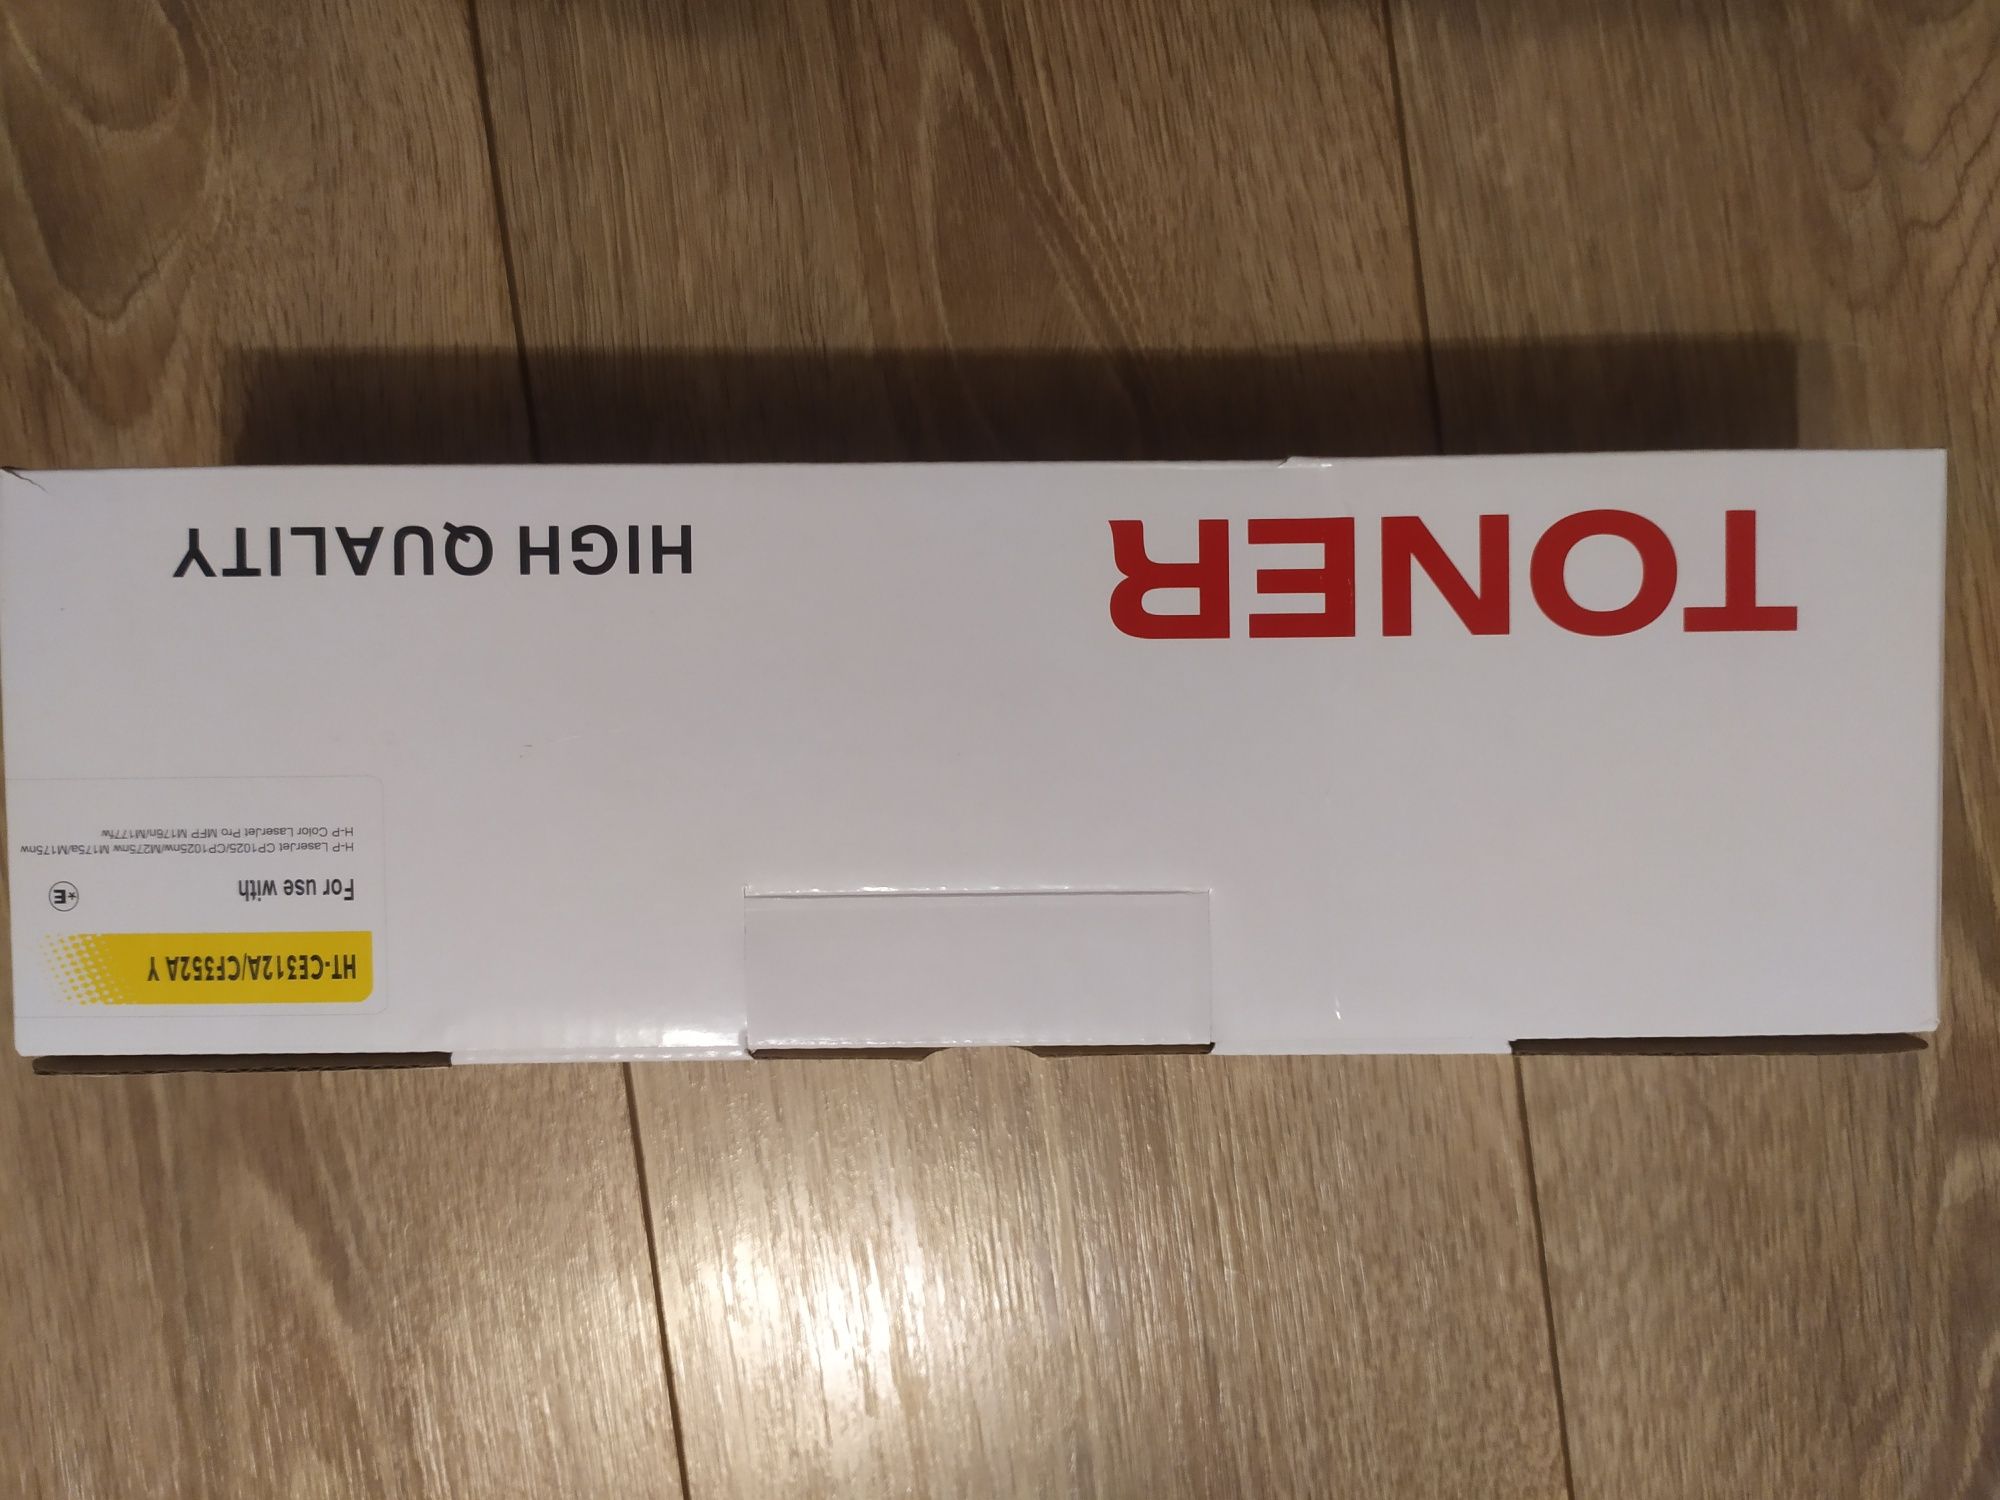 TONER
HIGH QUALITY
HT-CE312A/CF352A Y
For use with
*E
H-P LaserJet CP1025/CP1025nw/M275nw M175a/M175nw
H-P Color LaserJet Pro MFP M176n/M177fw